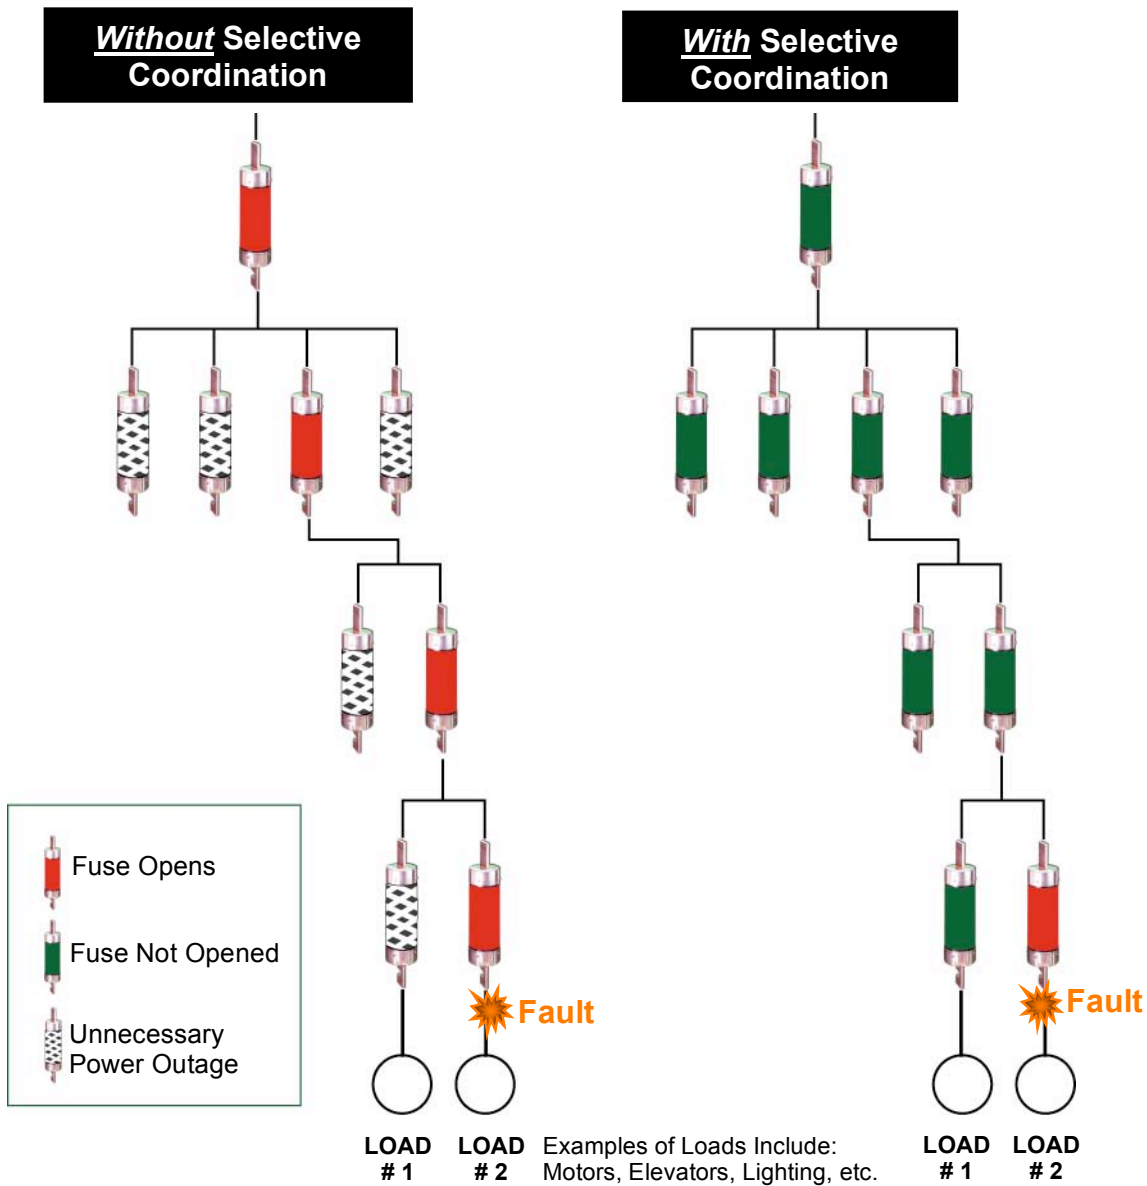 Without Selective
Coordination
With Selective
Coordination
Fuse Opens
Fuse Not Opened
Unnecessary
Power Outage
Fault
Fault
LOAD
# 1
LOAD
# 2
Examples of Loads Include:
Motors, Elevators, Lighting, etc.
LOAD
# 1
LOAD
# 2